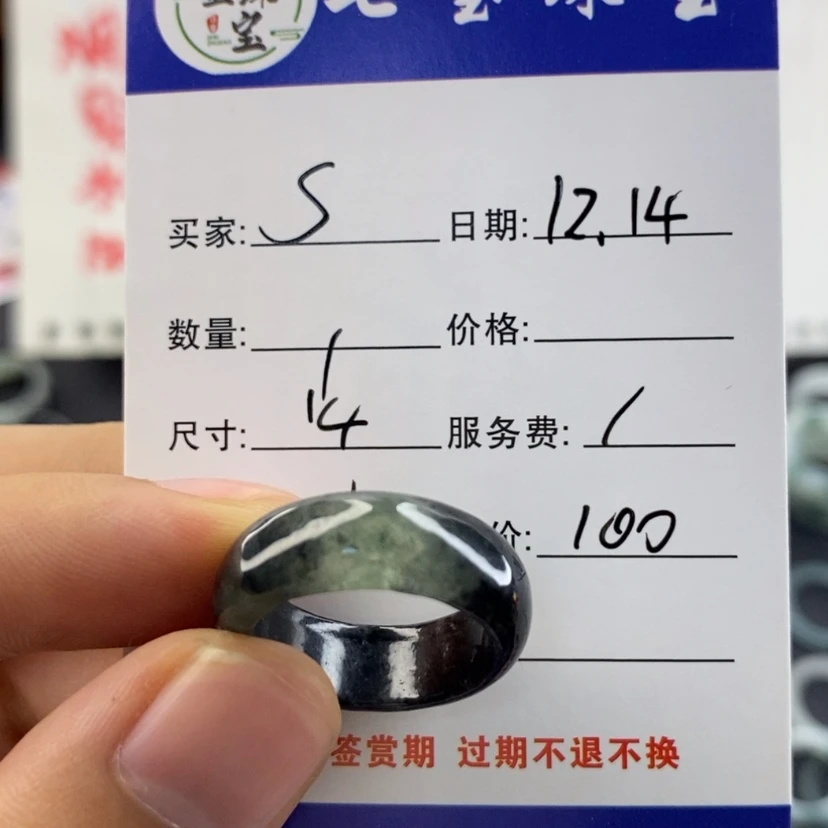 宝
买家: S 日期: 12.14
数量: 1 价格:
尺寸: 14 服务费: /
价: 100
签赏期 过期不退不换